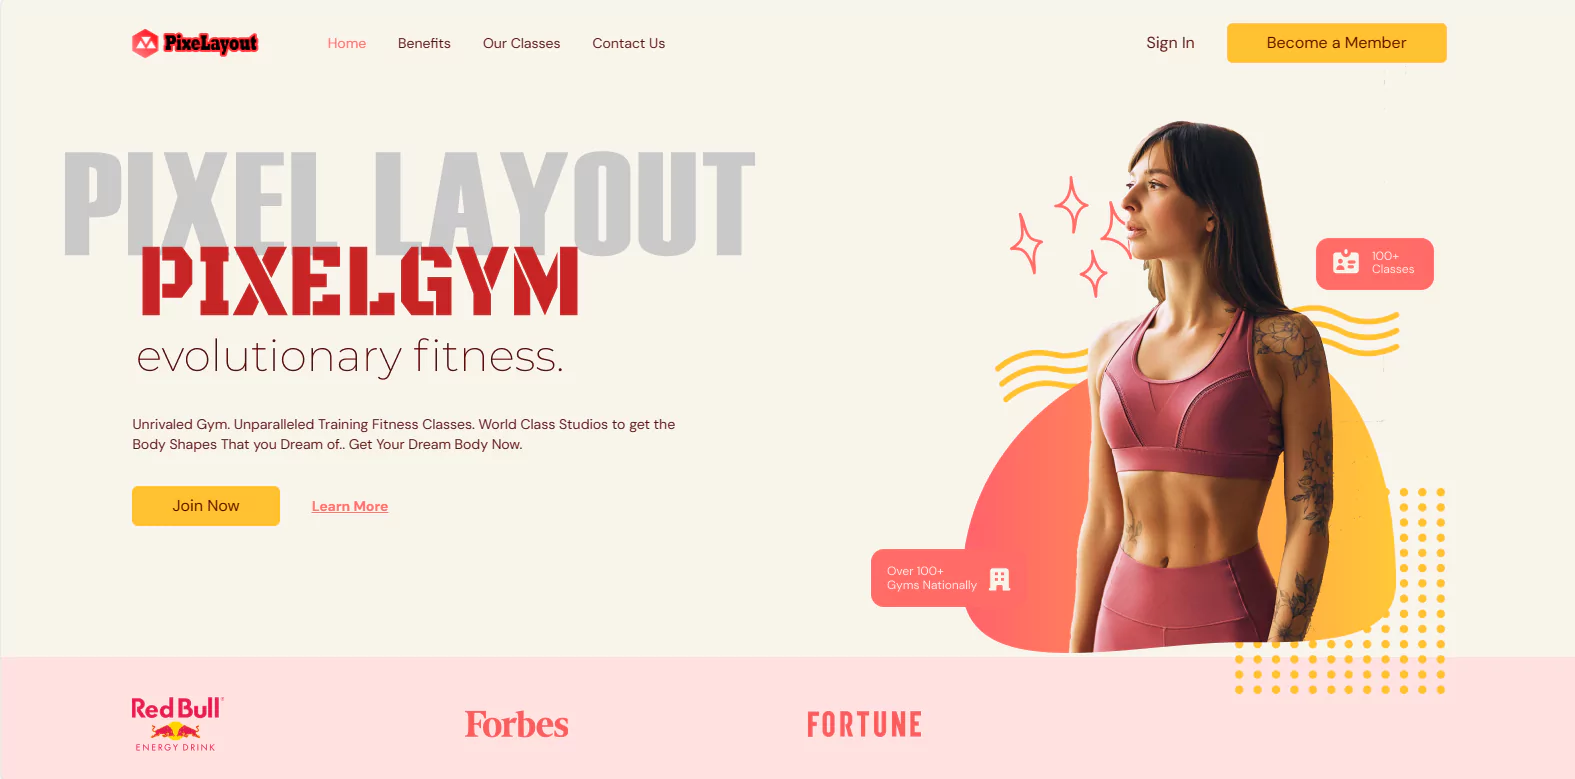 PixeLayout
Home
Benefits
Our Classes
Contact Us
Sign In
Become a Member
PIXEL LAYOUT
PIXELGYM
evolutionary fitness.
Unrivaled Gym. Unparalleled Training Fitness Classes. World Class Studios to get the
Body Shapes That you Dream of.. Get Your Dream Body Now.
Join Now
Learn More
100+
Classes
Over 100+
Gyms Nationally
Red Bull
ENERGY DRINK
Forbes
FORTUNE